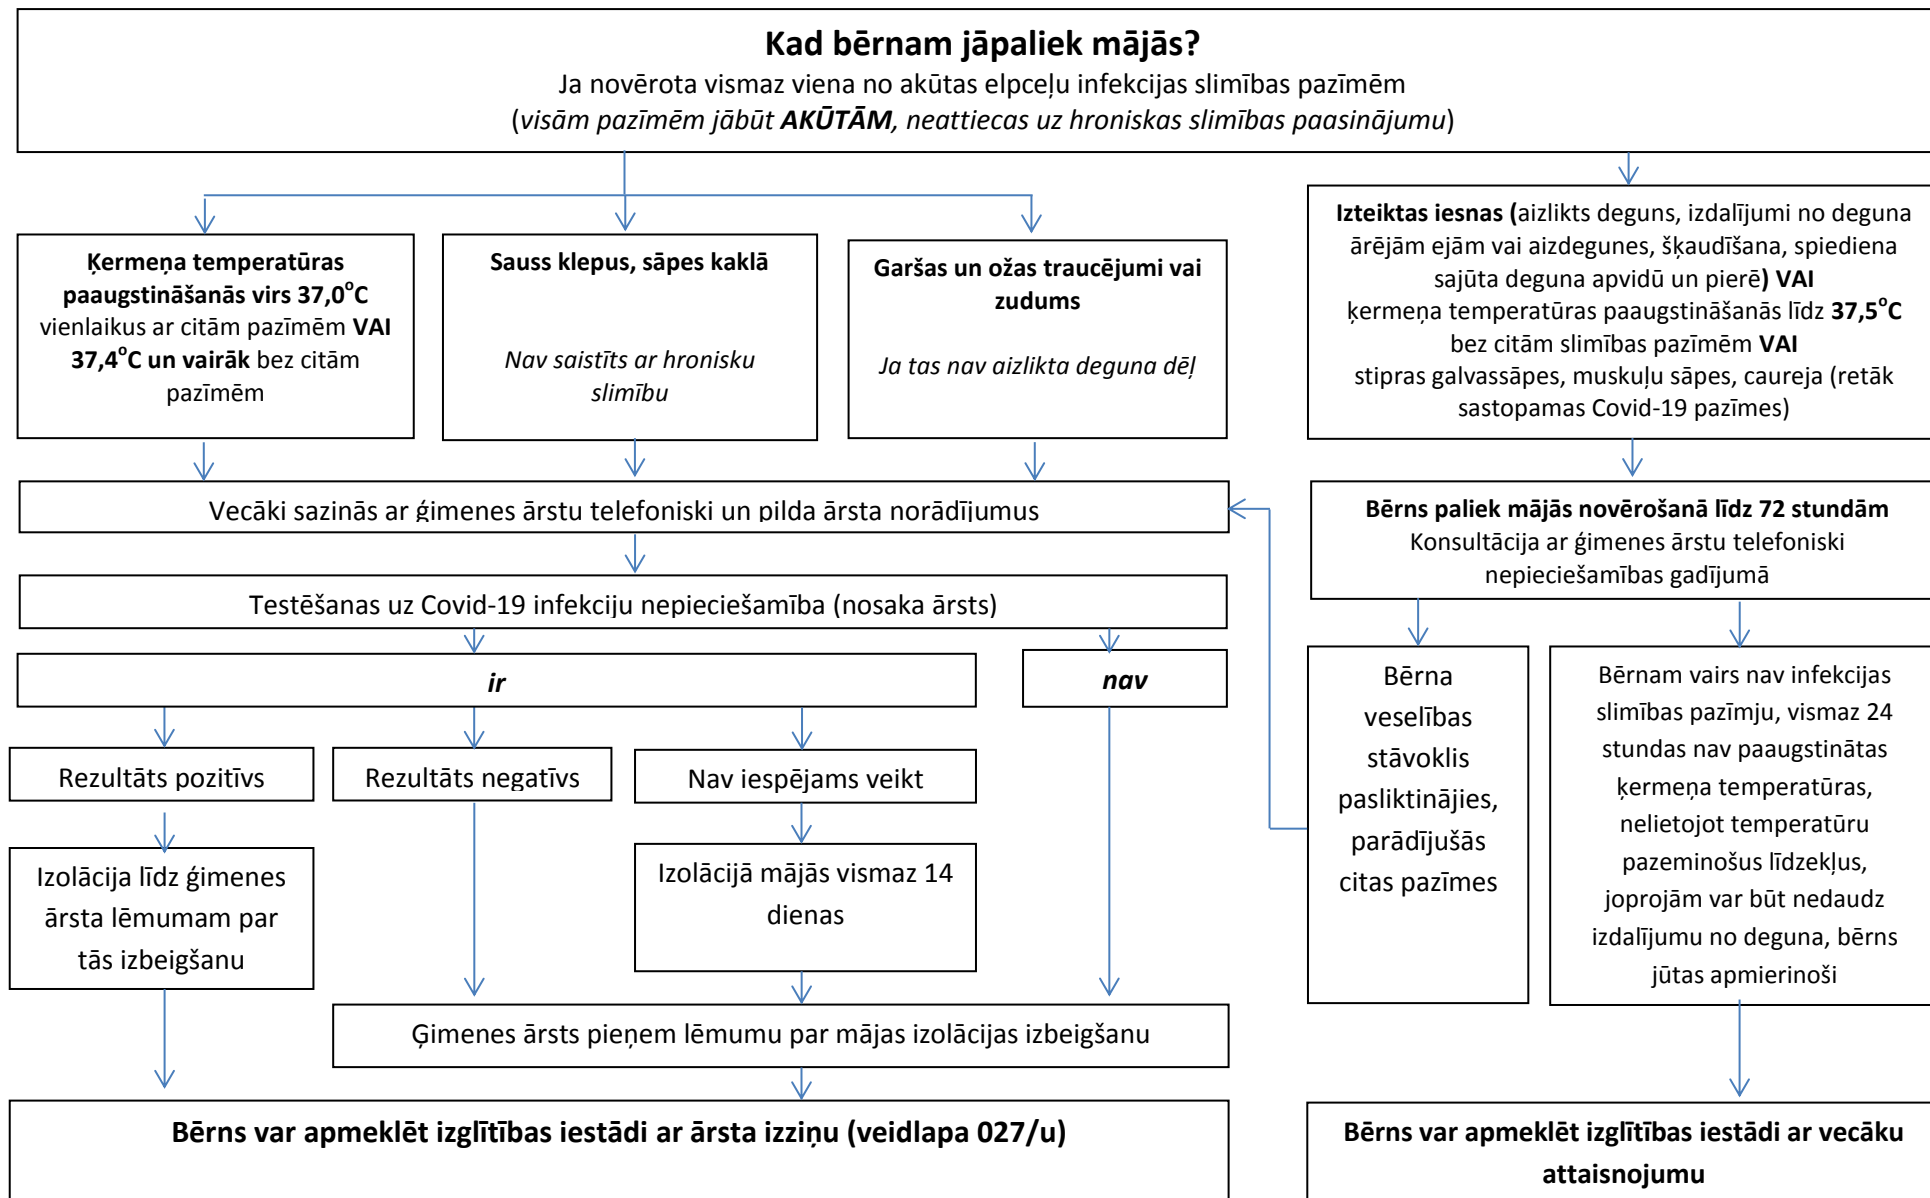 Kad bērnam jāpaliek mājās?
Ja novērota vismaz viena no akūtas elpceļu infekcijas slimības pazīmēm
(visām pazīmēm jābūt AKŪTĀM, neattiecas uz hroniskas slimības paasinājumu)
Ķermeņa temperatūras
paaugstināšanās virs 37,0°C
vienlaikus ar citām pazīmēm VAI
37,4°C un vairāk bez citām
pazīmēm
Sauss klepus, sāpes kaklā
Nav saistīts ar hronisku
slimību
Garšas un ožas traucējumi vai
zudums
Ja tas nav aizlikta deguna dēļ
Izteiktas iesnas (aizlikts deguns, izdalījumi no deguna
ārējām ejām vai aizdegunes, šķaudīšana, spiediena
sajūta deguna apvidū un pierē) VAI
ķermeņa temperatūras paaugstināšanās līdz 37,5°C
bez citām slimības pazīmēm VAI
stipras galvassāpes, muskuļu sāpes, caureja (retāk
sastopamas Covid-19 pazīmes)
Vecāki sazinās ar ģimenes ārstu telefoniski un pilda ārsta norādījumus
Bērns paliek mājās novērošanā līdz 72 stundām
Konsultācija ar ģimenes ārstu telefoniski
nepieciešamības gadījumā
Testēšanas uz Covid-19 infekciju nepieciešamība (nosaka ārsts)
ir
nav
Rezultāts pozitīvs
Rezultāts negatīvs
Nav iespējams veikt
Izolācija līdz ģimenes
ārsta lēmumam par
tās izbeigšanu
Izolācijā mājās vismaz 14
dienas
Bērna
veselības
stāvoklis
pasliktinājies,
parādījušās
citas pazīmes
Bērnam vairs nav infekcijas
slimības pazīmju, vismaz 24
stundas nav paaugstinātas
ķermeņa temperatūras,
nelietojot temperatūru
pazeminošus līdzekļus,
joprojām var būt nedaudz
izdalījumu no deguna, bērns
jūtas apmierinoši
Ģimenes ārsts pieņem lēmumu par mājas izolācijas izbeigšanu
Bērns var apmeklēt izglītības iestādi ar ārsta izziņu (veidlapa 027/u)
Bērns var apmeklēt izglītības iestādi ar vecāku
attaisnojumu